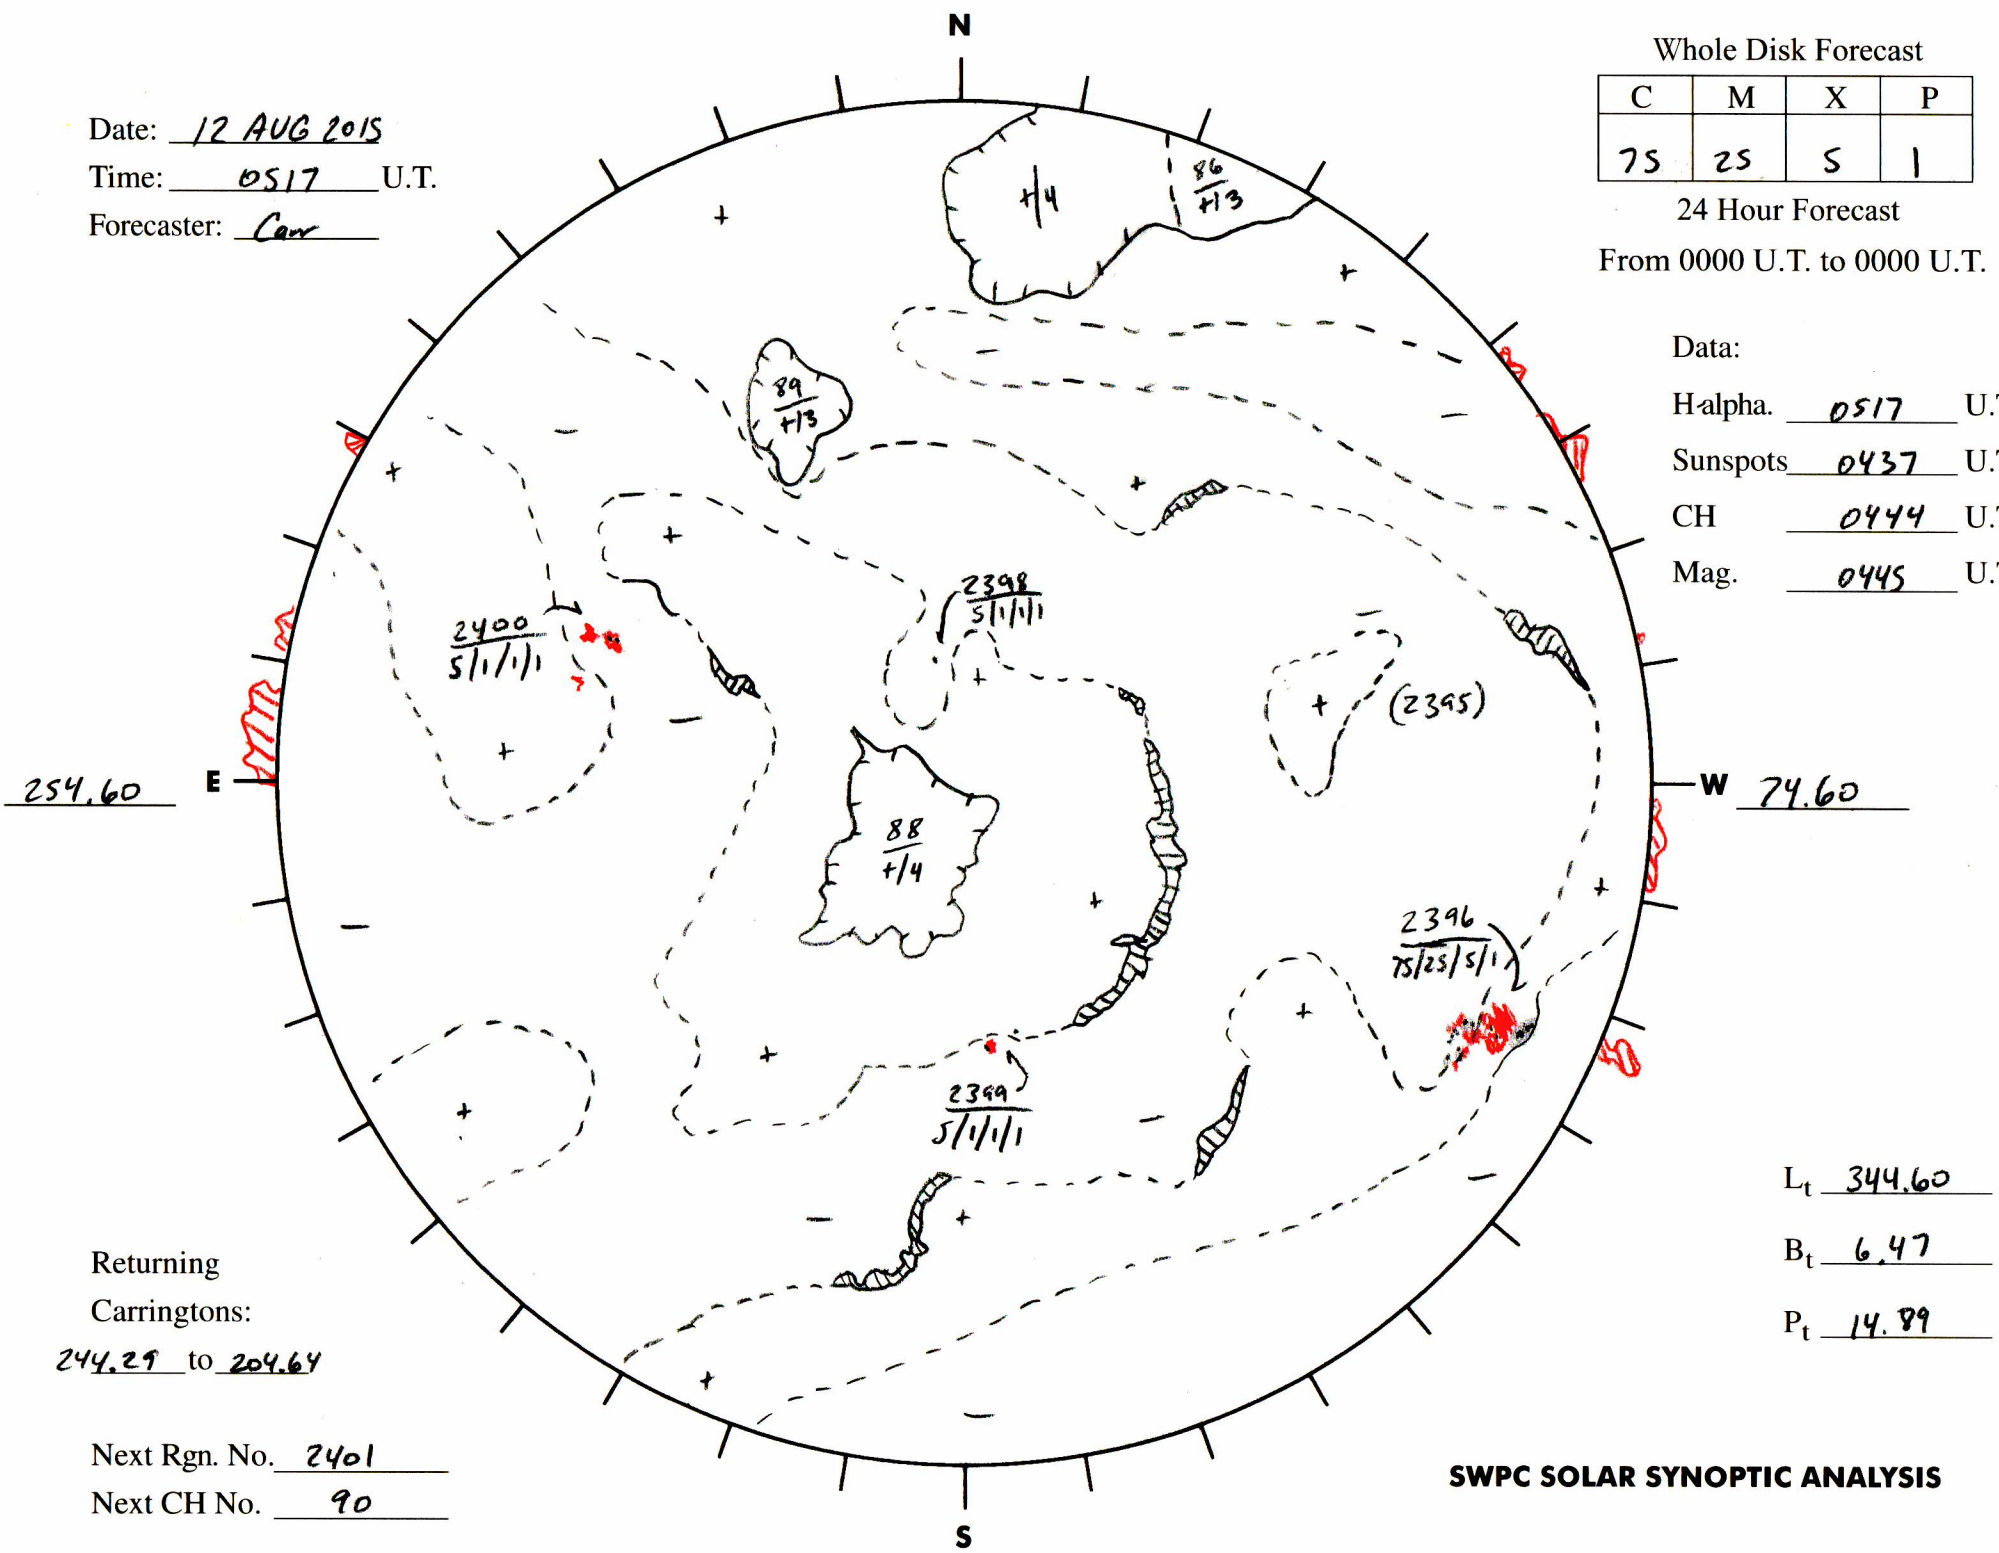 N
Date: 12 AUG 2015
Time: 0517 U.T.
Forecaster: Carr
Whole Disk Forecast
C M X P
75 25 5 1
24 Hour Forecast
From 0000 U.T. to 0000 U.T.
Data:
H-alpha. 0517 U.T
Sunspots 0437 U.T
CH 0444 U.T
Mag. 0445 U.T
+/4
86
+/3
89
+/3
2398
5/1/1/1
2400
5/1/1/1
(2395)
254.60 E
W 74.60
88
+/4
2396
75/25/5/1
2399
5/1/1/1
Lt 344.60
Bt 6.47
Pt 14.89
Returning
Carringtons:
244.29 to 204.64
Next Rgn. No. 2401
Next CH No. 90
SWPC SOLAR SYNOPTIC ANALYSIS
S